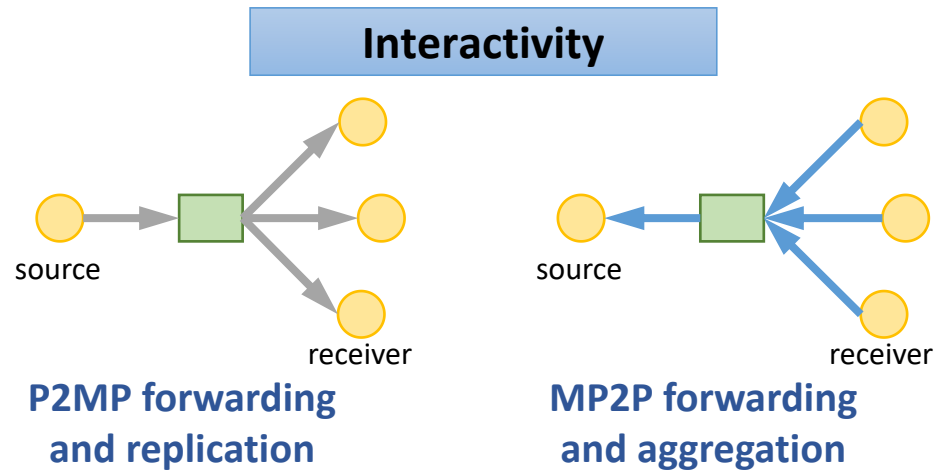 Interactivity
source
receiver
P2MP forwarding
and replication
source
receiver
MP2P forwarding
and aggregation